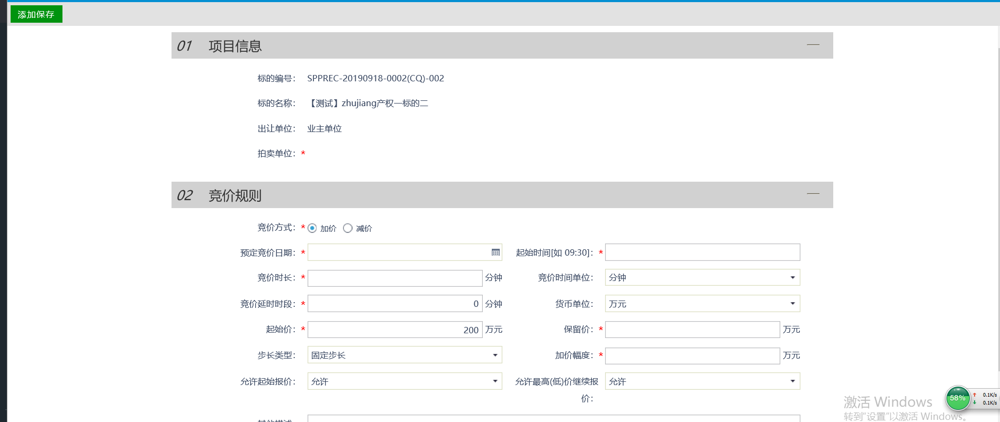 添加保存
01 项目信息
标的编号： SPPREC-20190918-0002(CQ)-002
标的名称： 【测试】zhujiang产权一标的二
出让单位： 业主单位
拍卖单位：*
02 竞价规则
竞价方式：* 加价 减价
预定竞价日期：* 起始时间[如 09:30]：*
竞价时长：* 分钟 竞价时间单位： 分钟
竞价延时时段：* 0 分钟 货币单位： 万元
起始价：* 200 万元 保留价：* 万元
步长类型： 固定步长 加价幅度：* 万元
允许起始报价： 允许 允许最高(低)价继续报价： 允许
激活 Windows
转到"设置"以激活 Windows。
58%
0.1K/s
0.1K/s